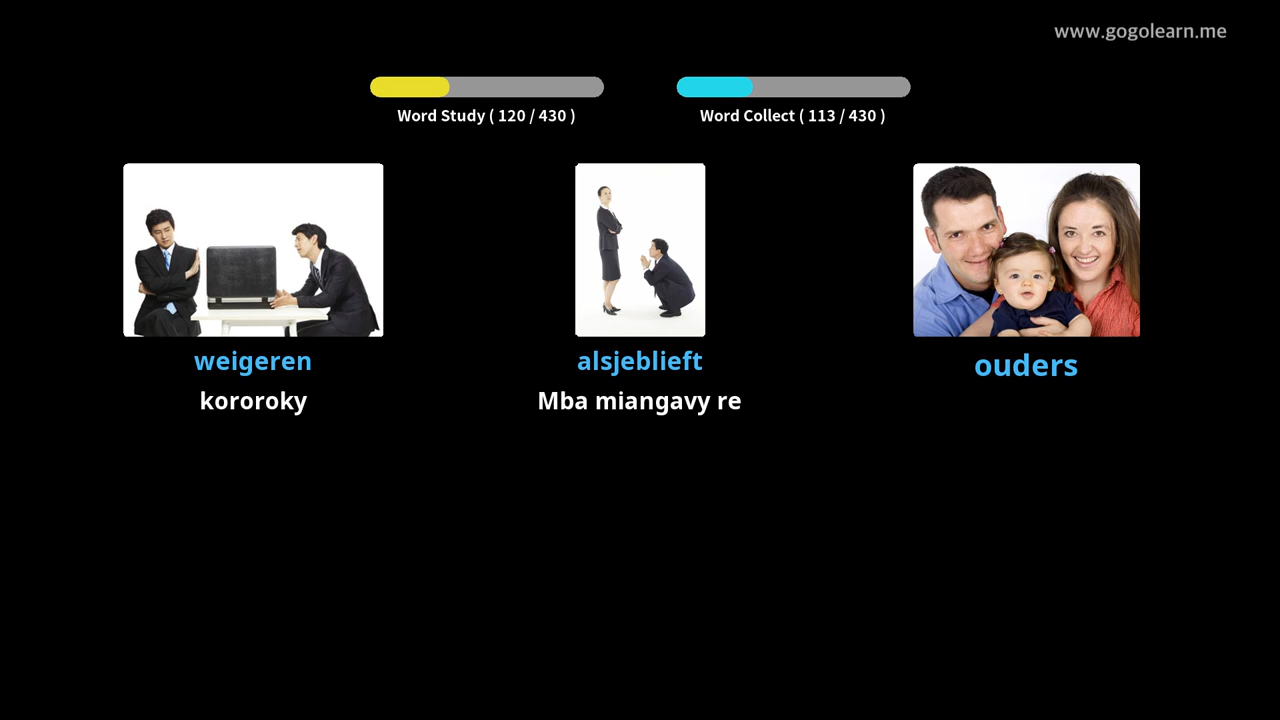 www.gogolearn.me
Word Study ( 120 / 430 )
Word Collect ( 113 / 430 )
weigeren
kororoky
alsjeblieft
Mba miangavy re
ouders